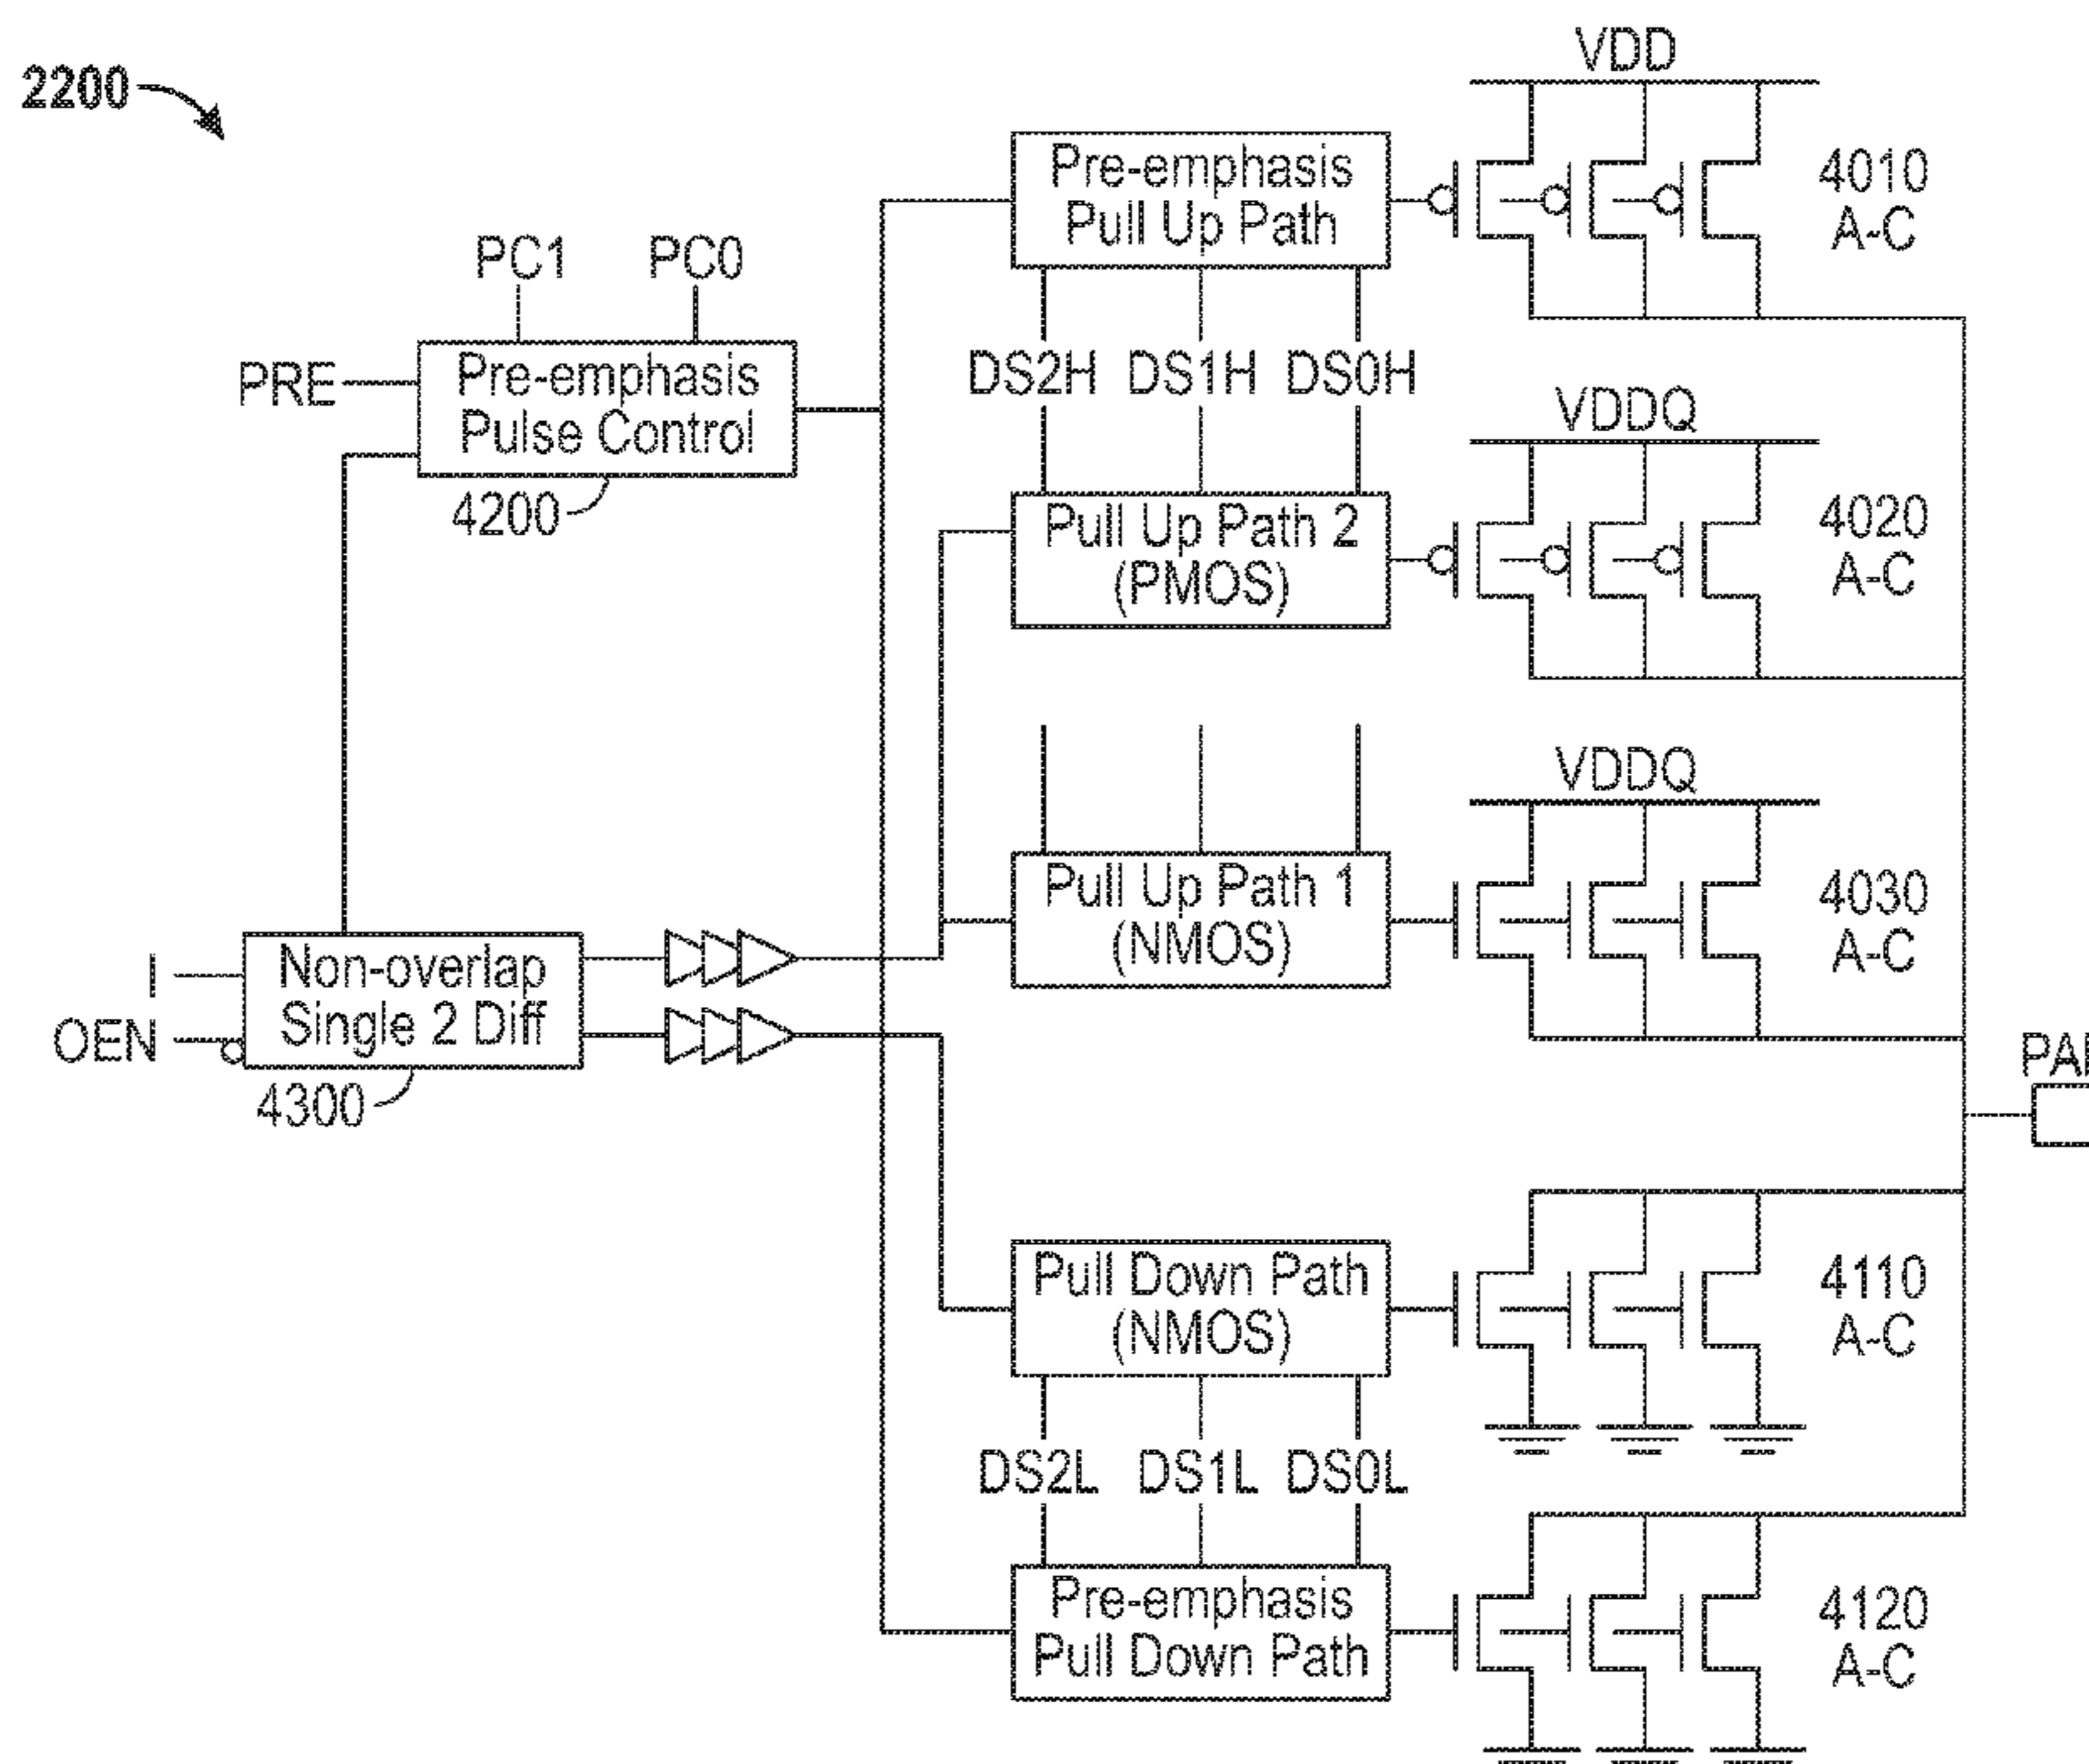 2200
VDD
Pre-emphasis
Pull Up Path
4010
A-C
PC1 PC0
PRE
Pre-emphasis
Pulse Control
4200
DS2H DS1H DS0H
VDDQ
Pull Up Path 2
(PMOS)
4020
A-C
VDDQ
Pull Up Path 1
(NMOS)
4030
A-C
I
OEN
Non-overlap
Single 2 Diff
4300
Pull Down Path
(NMOS)
4110
A-C
DS2L DS1L DS0L
Pre-emphasis
Pull Down Path
4120
A-C